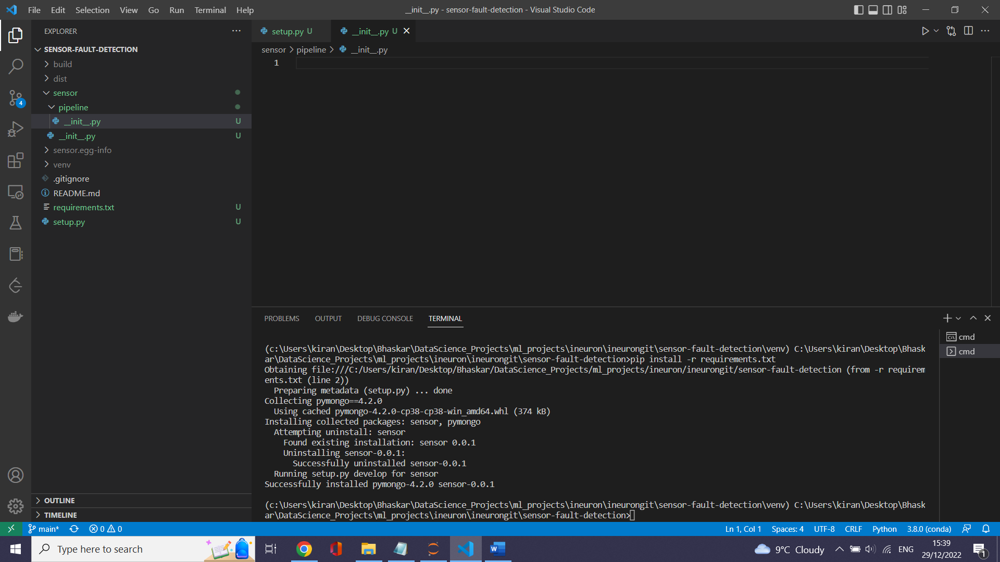 File Edit Selection View Go Run Terminal Help
__init__.py - sensor-fault-detection - Visual Studio Code
EXPLORER
SENSOR-FAULT-DETECTION
build
dist
sensor
pipeline
__init__.py U
__init__.py U
sensor.egg-info
venv
.gitignore
README.md
requirements.txt U
setup.py U
OUTLINE
TIMELINE
4
setup.py U
__init__.py U
sensor > pipeline > __init__.py
1
PROBLEMS OUTPUT DEBUG CONSOLE TERMINAL
(c:\Users\kiran\Desktop\Bhaskar\DataScience_Projects\ml_projects\ineuron\ineurongit\sensor-fault-detection\venv) C:\Users\kiran\Desktop\Bhask
ar\DataScience_Projects\ml_projects\ineuron\ineurongit\sensor-fault-detection>pip install -r requirements.txt
Obtaining file:///C:/Users/kiran/Desktop/Bhaskar/DataScience_Projects/ml_projects/ineuron/ineurongit/sensor-fault-detection (from -r requirem
ents.txt (line 2))
Preparing metadata (setup.py) ... done
Collecting pymongo==4.2.0
Using cached pymongo-4.2.0-cp38-cp38-win_amd64.whl (374 kB)
Installing collected packages: sensor, pymongo
Attempting uninstall: sensor
Found existing installation: sensor 0.0.1
Uninstalling sensor-0.0.1:
Successfully uninstalled sensor-0.0.1
Running setup.py develop for sensor
Successfully installed pymongo-4.2.0 sensor-0.0.1
(c:\Users\kiran\Desktop\Bhaskar\DataScience_Projects\ml_projects\ineuron\ineurongit\sensor-fault-detection\venv) C:\Users\kiran\Desktop\Bhask
ar\DataScience_Projects\ml_projects\ineuron\ineurongit\sensor-fault-detection>
cmd
cmd
main* 0 0
Ln 1, Col 1 Spaces: 4 UTF-8 CRLF Python 3.8.0 (conda)
Type here to search
9°C Cloudy
ENG
15:39
29/12/2022
1